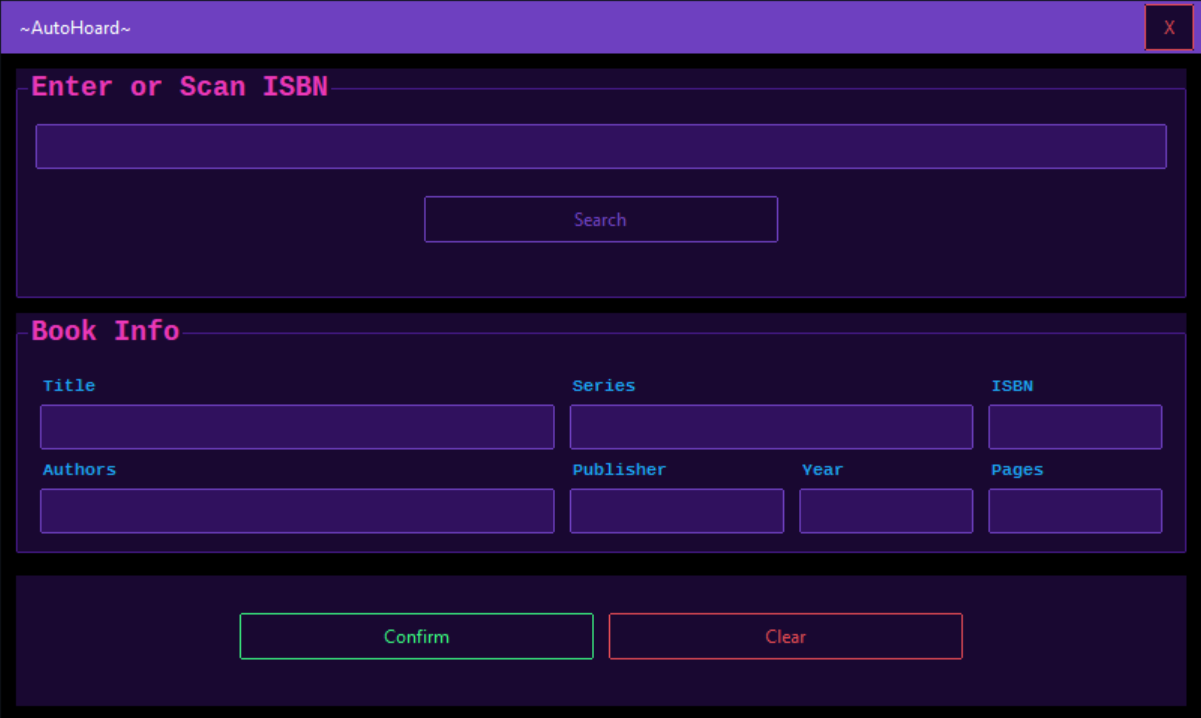 ~AutoHoard~
X
Enter or Scan ISBN
Search
Book Info
Title Series ISBN
Authors Publisher Year Pages
Confirm Clear